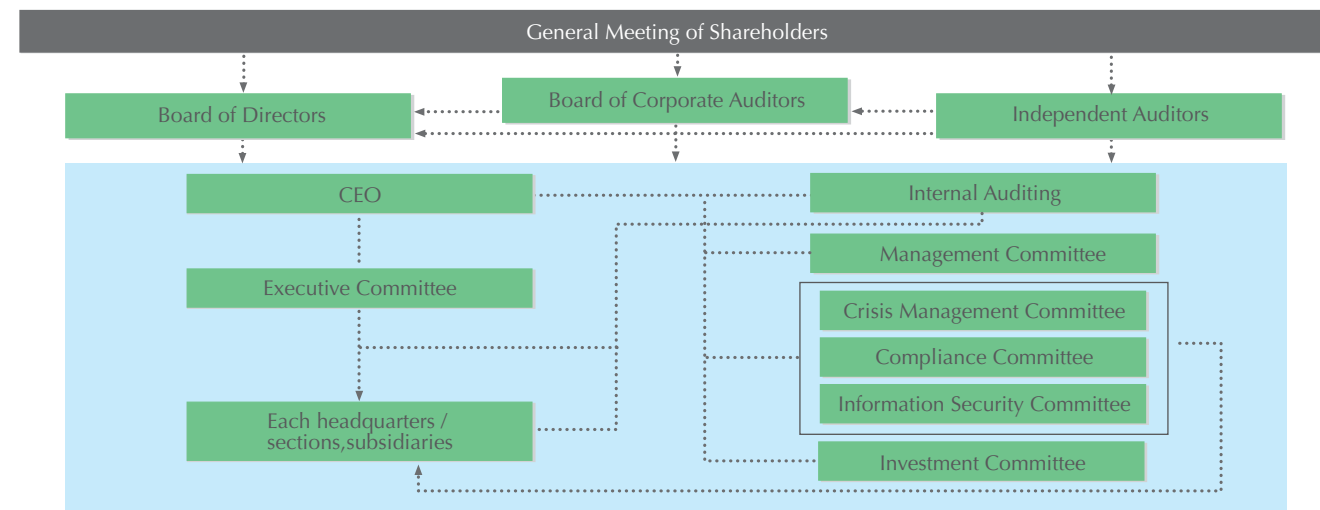 General Meeting of Shareholders
Board of Directors
Board of Corporate Auditors
Independent Auditors
CEO
Internal Auditing
Management Committee
Executive Committee
Crisis Management Committee
Compliance Committee
Information Security Committee
Each headquarters /
sections,subsidiaries
Investment Committee